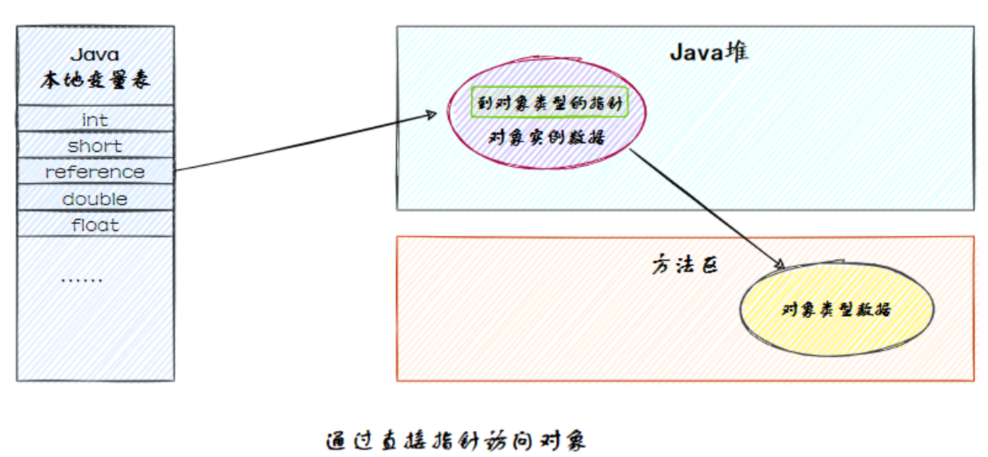 Java
本地变量表
int
short
reference
double
float
......
Java堆
到对象类型的指针
对象实例数据
方法区
对象类型数据
通过直接指针访问对象